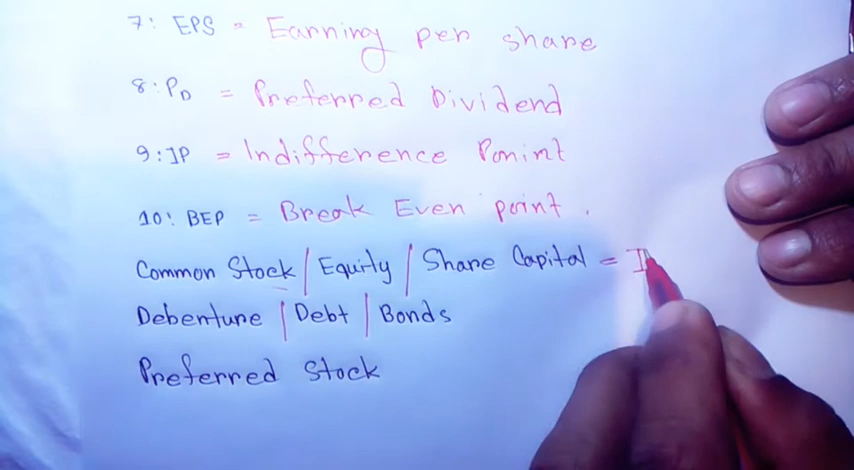 7: EPS = Earning per share
8: PD = Preferred Dividend
9: IP = Indifference Ponint
10: BEP = Break Even point.
Common Stock / Equity / Share Capital = I
Debenture | Debt | Bonds
Preferred Stock